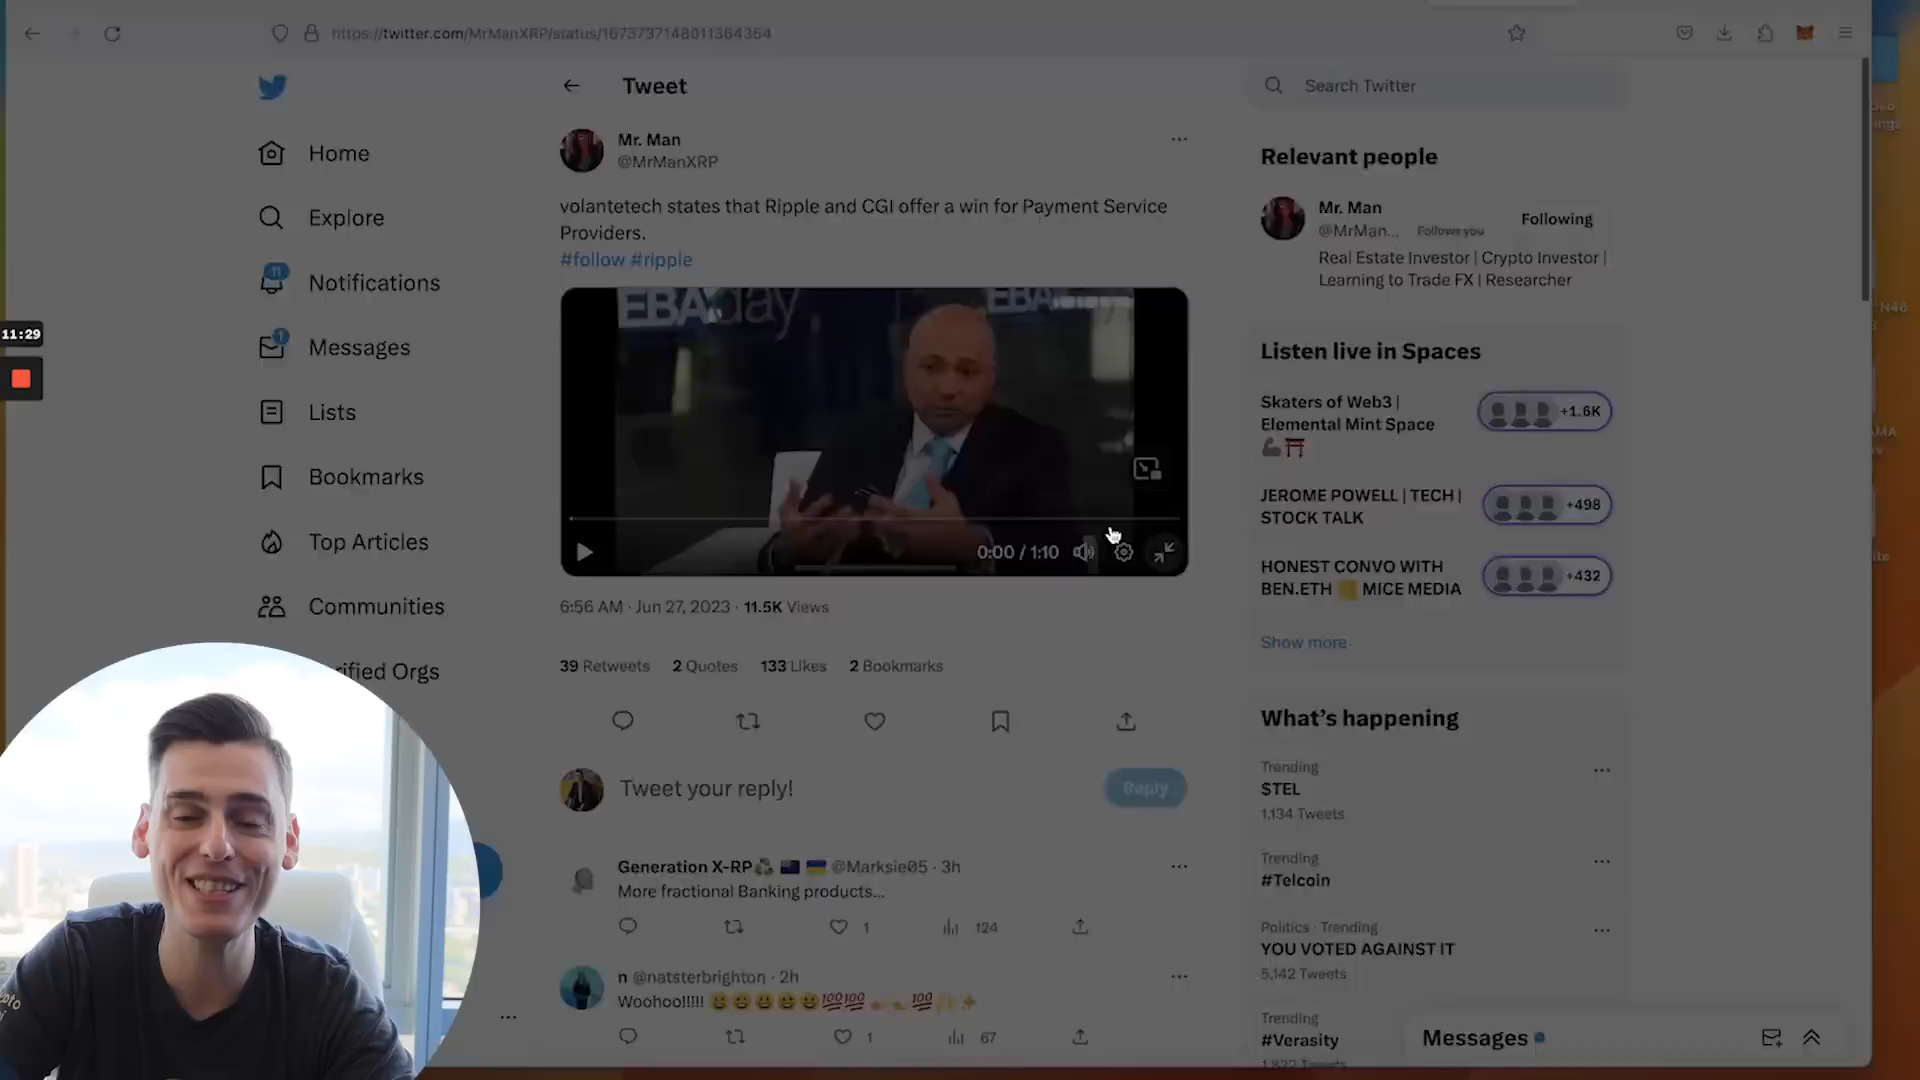 https://twitter.com/MrManXRP/status/1673737148011364354
Tweet
Search Twitter
Home
Explore
11
Notifications
1
Messages
Lists
Bookmarks
Top Articles
Communities
rified Orgs
11:29
Mr. Man
@MrManXRP
volantetech states that Ripple and CGI offer a win for Payment Service
Providers.
#follow #ripple
EBAday
EBAday
0:00 / 1:10
6:56 AM · Jun 27, 2023 · 11.5K Views
39 Retweets 2 Quotes 133 Likes 2 Bookmarks
Tweet your reply!
Reply
Generation X-RP @Marksie05 · 3h
More fractional Banking products...
1
124
n @natsterbrighton · 2h
Woohoo!!!!! 😀😀😀😀😀💯💯 💯
1
67
Relevant people
Mr. Man
@MrMan... Follows you
Following
Real Estate Investor | Crypto Investor |
Learning to Trade FX | Researcher
Listen live in Spaces
Skaters of Web3 |
Elemental Mint Space
💪⛩️
+1.6K
JEROME POWELL | TECH |
STOCK TALK
+498
HONEST CONVO WITH
BEN.ETH 🟨 MICE MEDIA
+432
Show more
What's happening
Trending
$TEL
1,134 Tweets
Trending
#Telcoin
Politics · Trending
YOU VOTED AGAINST IT
5,142 Tweets
Trending
#Verasity
Messages
N46